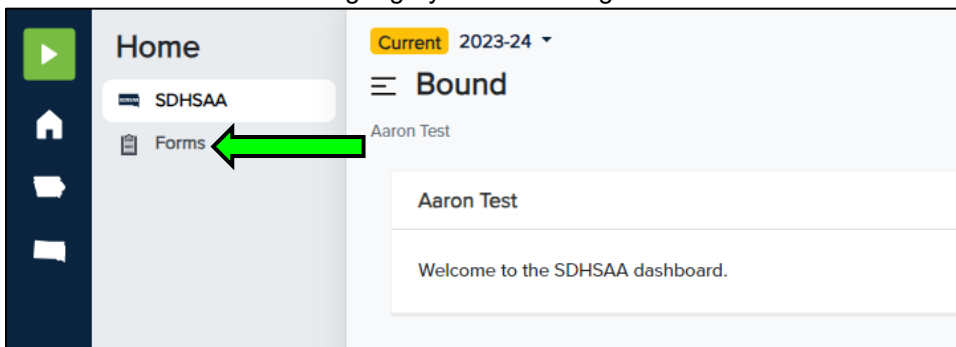 Home
SDHSAA
Forms
Current 2023-24
Bound
Aaron Test
Aaron Test
Welcome to the SDHSAA dashboard.